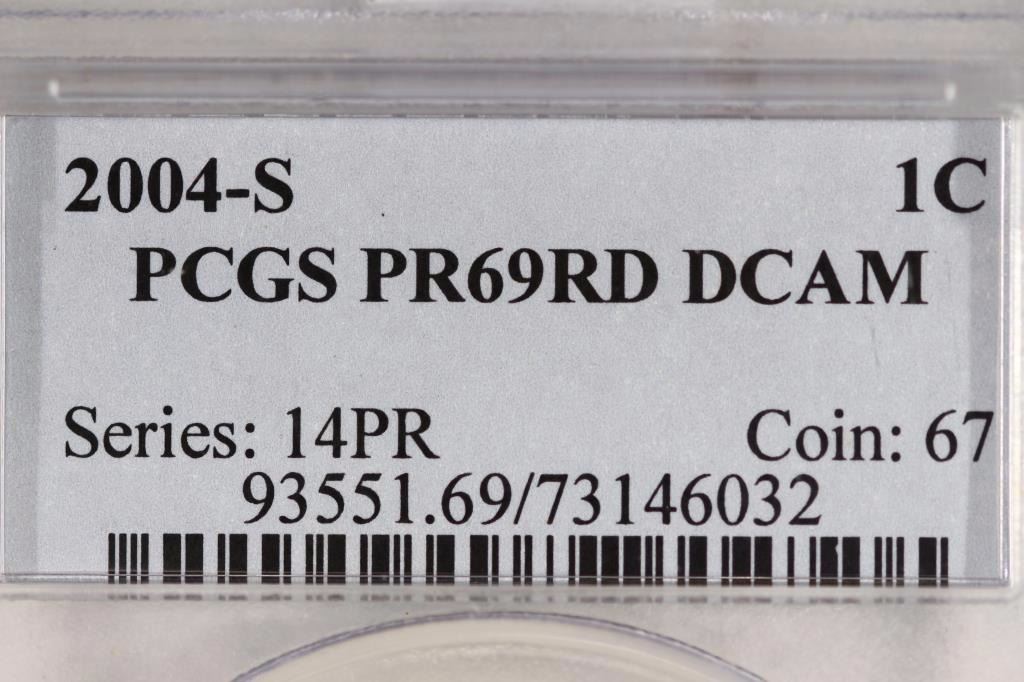 2004-S 1C
PCGS PR69RD DCAM
Series: 14PR Coin: 67
93551.69/73146032